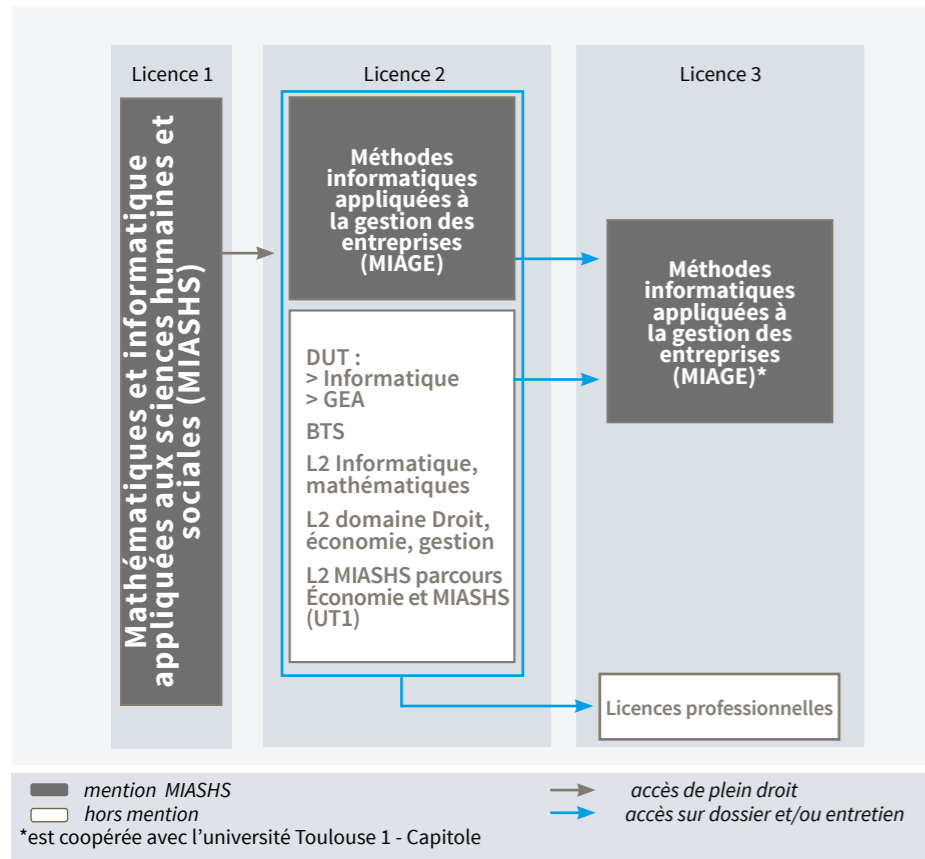 Licence 1
Mathématiques et informatique
appliquées aux sciences humaines et
sociales (MIASHS)
Licence 2
Méthodes
informatiques
appliquées à
la gestion des
entreprises
(MIAGE)
DUT :
> Informatique
> GEA
BTS
L2 Informatique,
mathématiques
L2 domaine Droit,
économie, gestion
L2 MIASHS parcours
Économie et MIASHS
(UT1)
Licence 3
Méthodes
informatiques
appliquées à
la gestion des
entreprises
(MIAGE)*
Licences professionnelles
mention MIASHS
hors mention
*est coopérée avec l’université Toulouse 1 - Capitole
accès de plein droit
accès sur dossier et/ou entretien